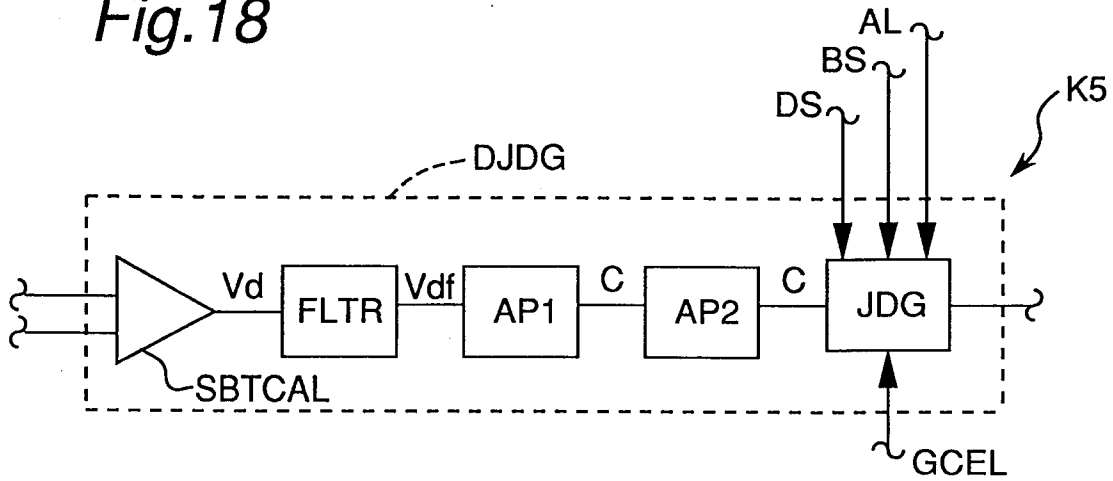 Fig.18
AL
BS
DS
K5
DJDG
Vd
FLTR
Vdf
AP1
C
AP2
C
JDG
SBTCAL
GCEL